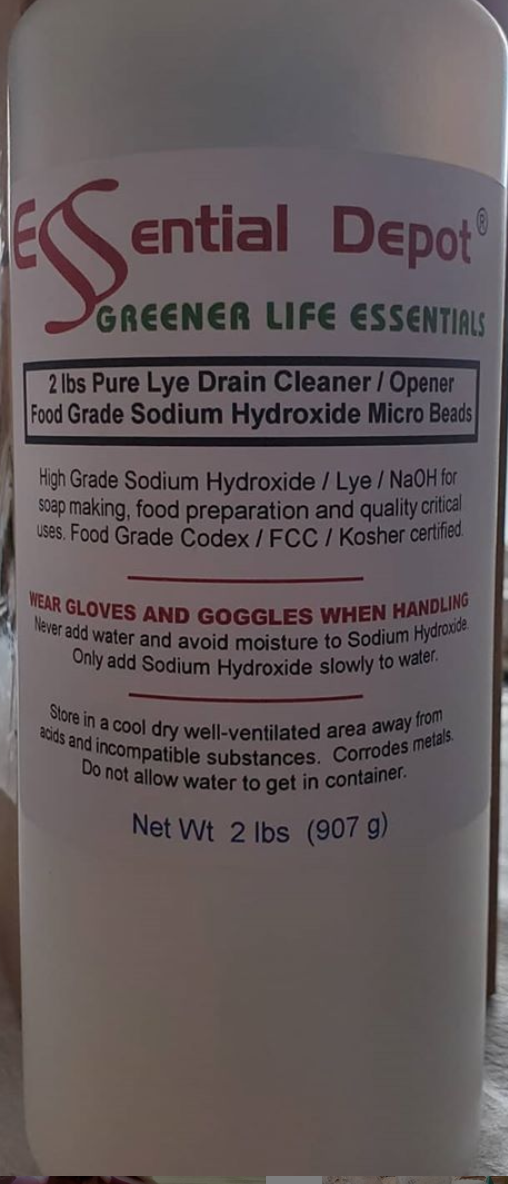 Essential Depot®
GREENER LIFE ESSENTIALS
2 lbs Pure Lye Drain Cleaner / Opener
Food Grade Sodium Hydroxide Micro Beads
High Grade Sodium Hydroxide / Lye / NaOH for
soap making, food preparation and quality critical
uses. Food Grade Codex / FCC / Kosher certified.
WEAR GLOVES AND GOGGLES WHEN HANDLING
Never add water and avoid moisture to Sodium Hydroxide.
Only add Sodium Hydroxide slowly to water.
Store in a cool dry well-ventilated area away from
acids and incompatible substances. Corrodes metals.
Do not allow water to get in container.
Net Wt 2 lbs (907 g)